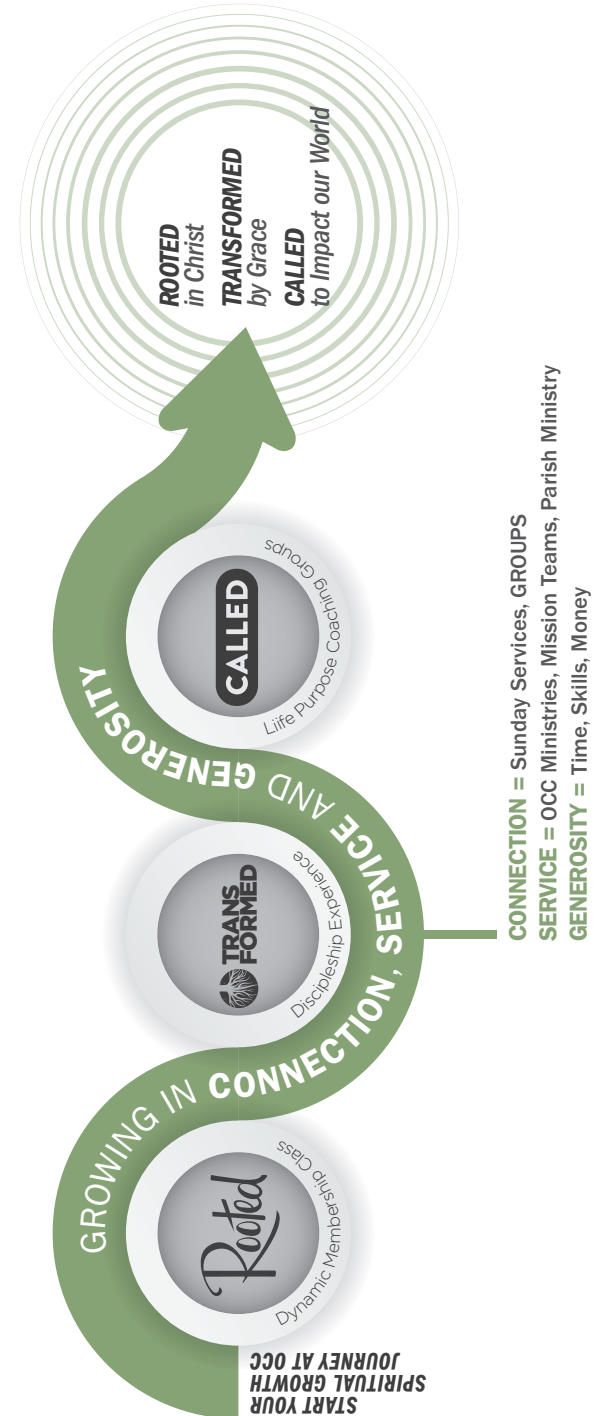 START YOUR
SPIRITUAL GROWTH
JOURNEY AT OCC
Rooted
Dynamic Membership Class
GROWING IN CONNECTION, SERVICE AND GENEROSITY
TRANS
FORMED
Discipleship Experience
CALLED
Liife Purpose Coaching Groups
ROOTED
in Christ
TRANSFORMED
by Grace
CALLED
to Impact our World
CONNECTION = Sunday Services, GROUPS
SERVICE = OCC Ministries, Mission Teams, Parish Ministry
GENEROSITY = Time, Skills, Money